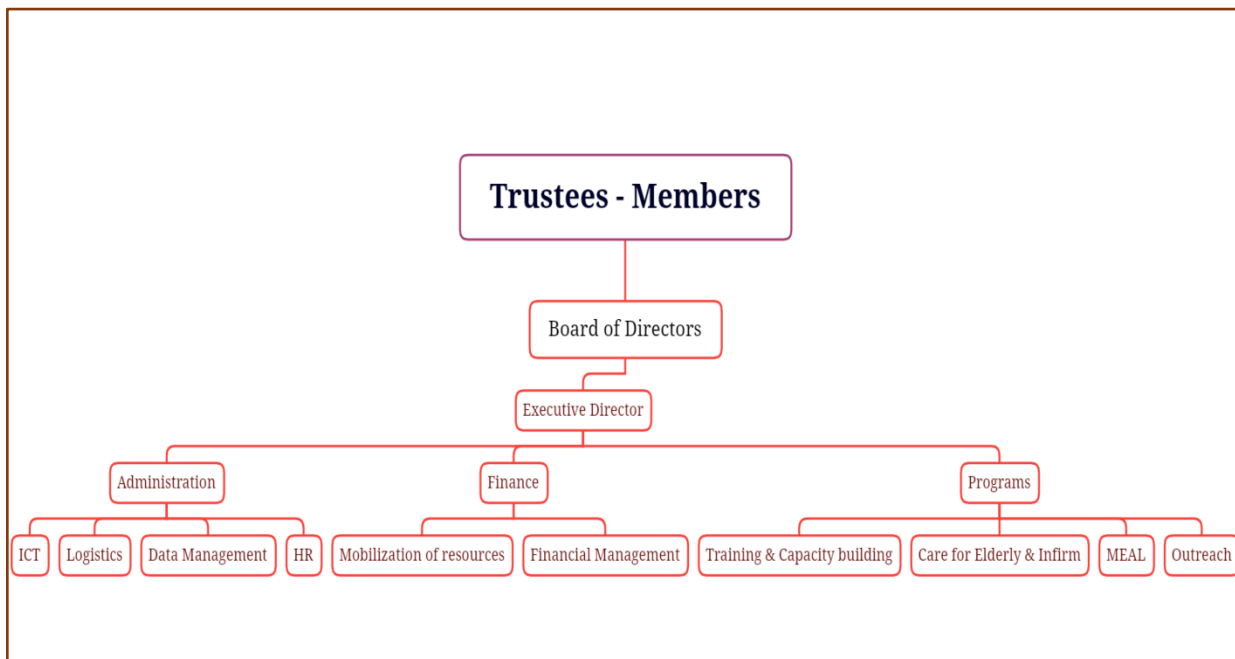 Trustees - Members
Board of Directors
Executive Director
Administration
Finance
Programs
ICT
Logistics
Data Management
HR
Mobilization of resources
Financial Management
Training & Capacity building
Care for Elderly & Infirm
MEAL
Outreach